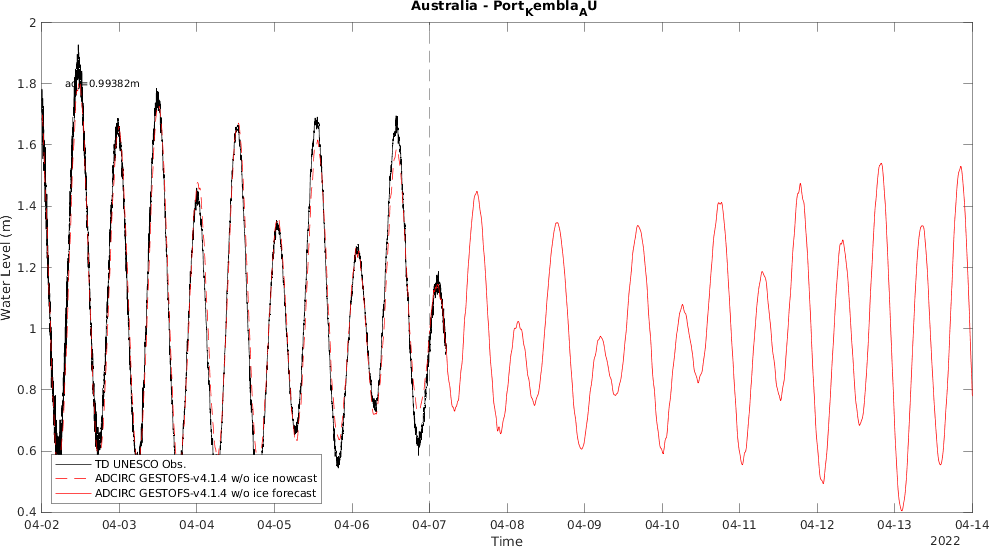 Australia - Port_Kembla_AU
2
1.8
1.6
1.4
1.2
1
0.8
0.6
0.4
Water Level (m)
=0.99382m
TD UNESCO Obs.
ADCIRC GESTOFS-v4.1.4 w/o ice nowcast
ADCIRC GESTOFS-v4.1.4 w/o ice forecast
04-02 04-03 04-04 04-05 04-06 04-07 04-08 04-09 04-10 04-11 04-12 04-13 04-14
Time
2022